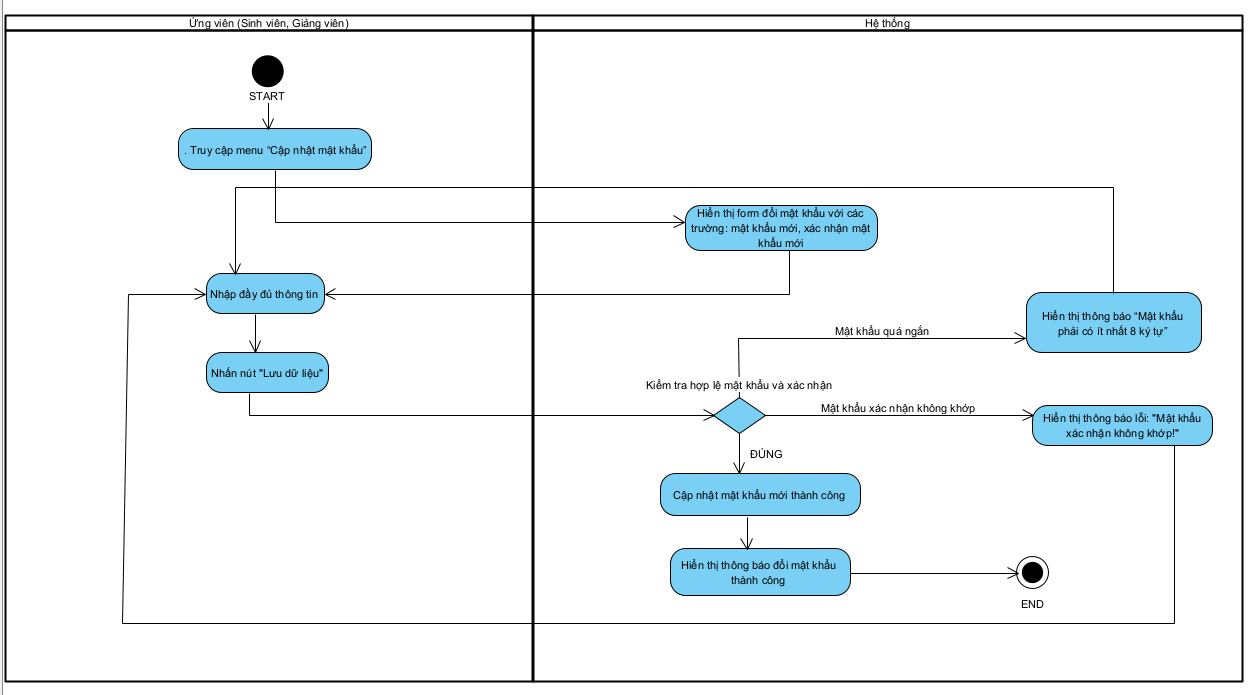 Ứng viên (Sinh viên, Giảng viên)
Hệ thống
START
. Truy cập menu “Cập nhật mật khẩu”
Hiển thị form đổi mật khẩu với các
trường: mật khẩu mới, xác nhận mật
khẩu mới
Nhập đầy đủ thông tin
Hiển thị thông báo “Mật khẩu
phải có ít nhất 8 ký tự”
Mật khẩu quá ngắn
Nhấn nút "Lưu dữ liệu"
Kiểm tra hợp lệ mật khẩu và xác nhận
Mật khẩu xác nhận không khớp
Hiển thị thông báo lỗi: "Mật khẩu
xác nhận không khớp!"
ĐÚNG
Cập nhật mật khẩu mới thành công
Hiển thị thông báo đổi mật khẩu
thành công
END